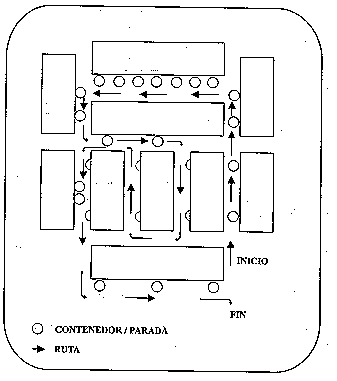 INICIO
FIN
CONTENEDOR / PARADA
RUTA